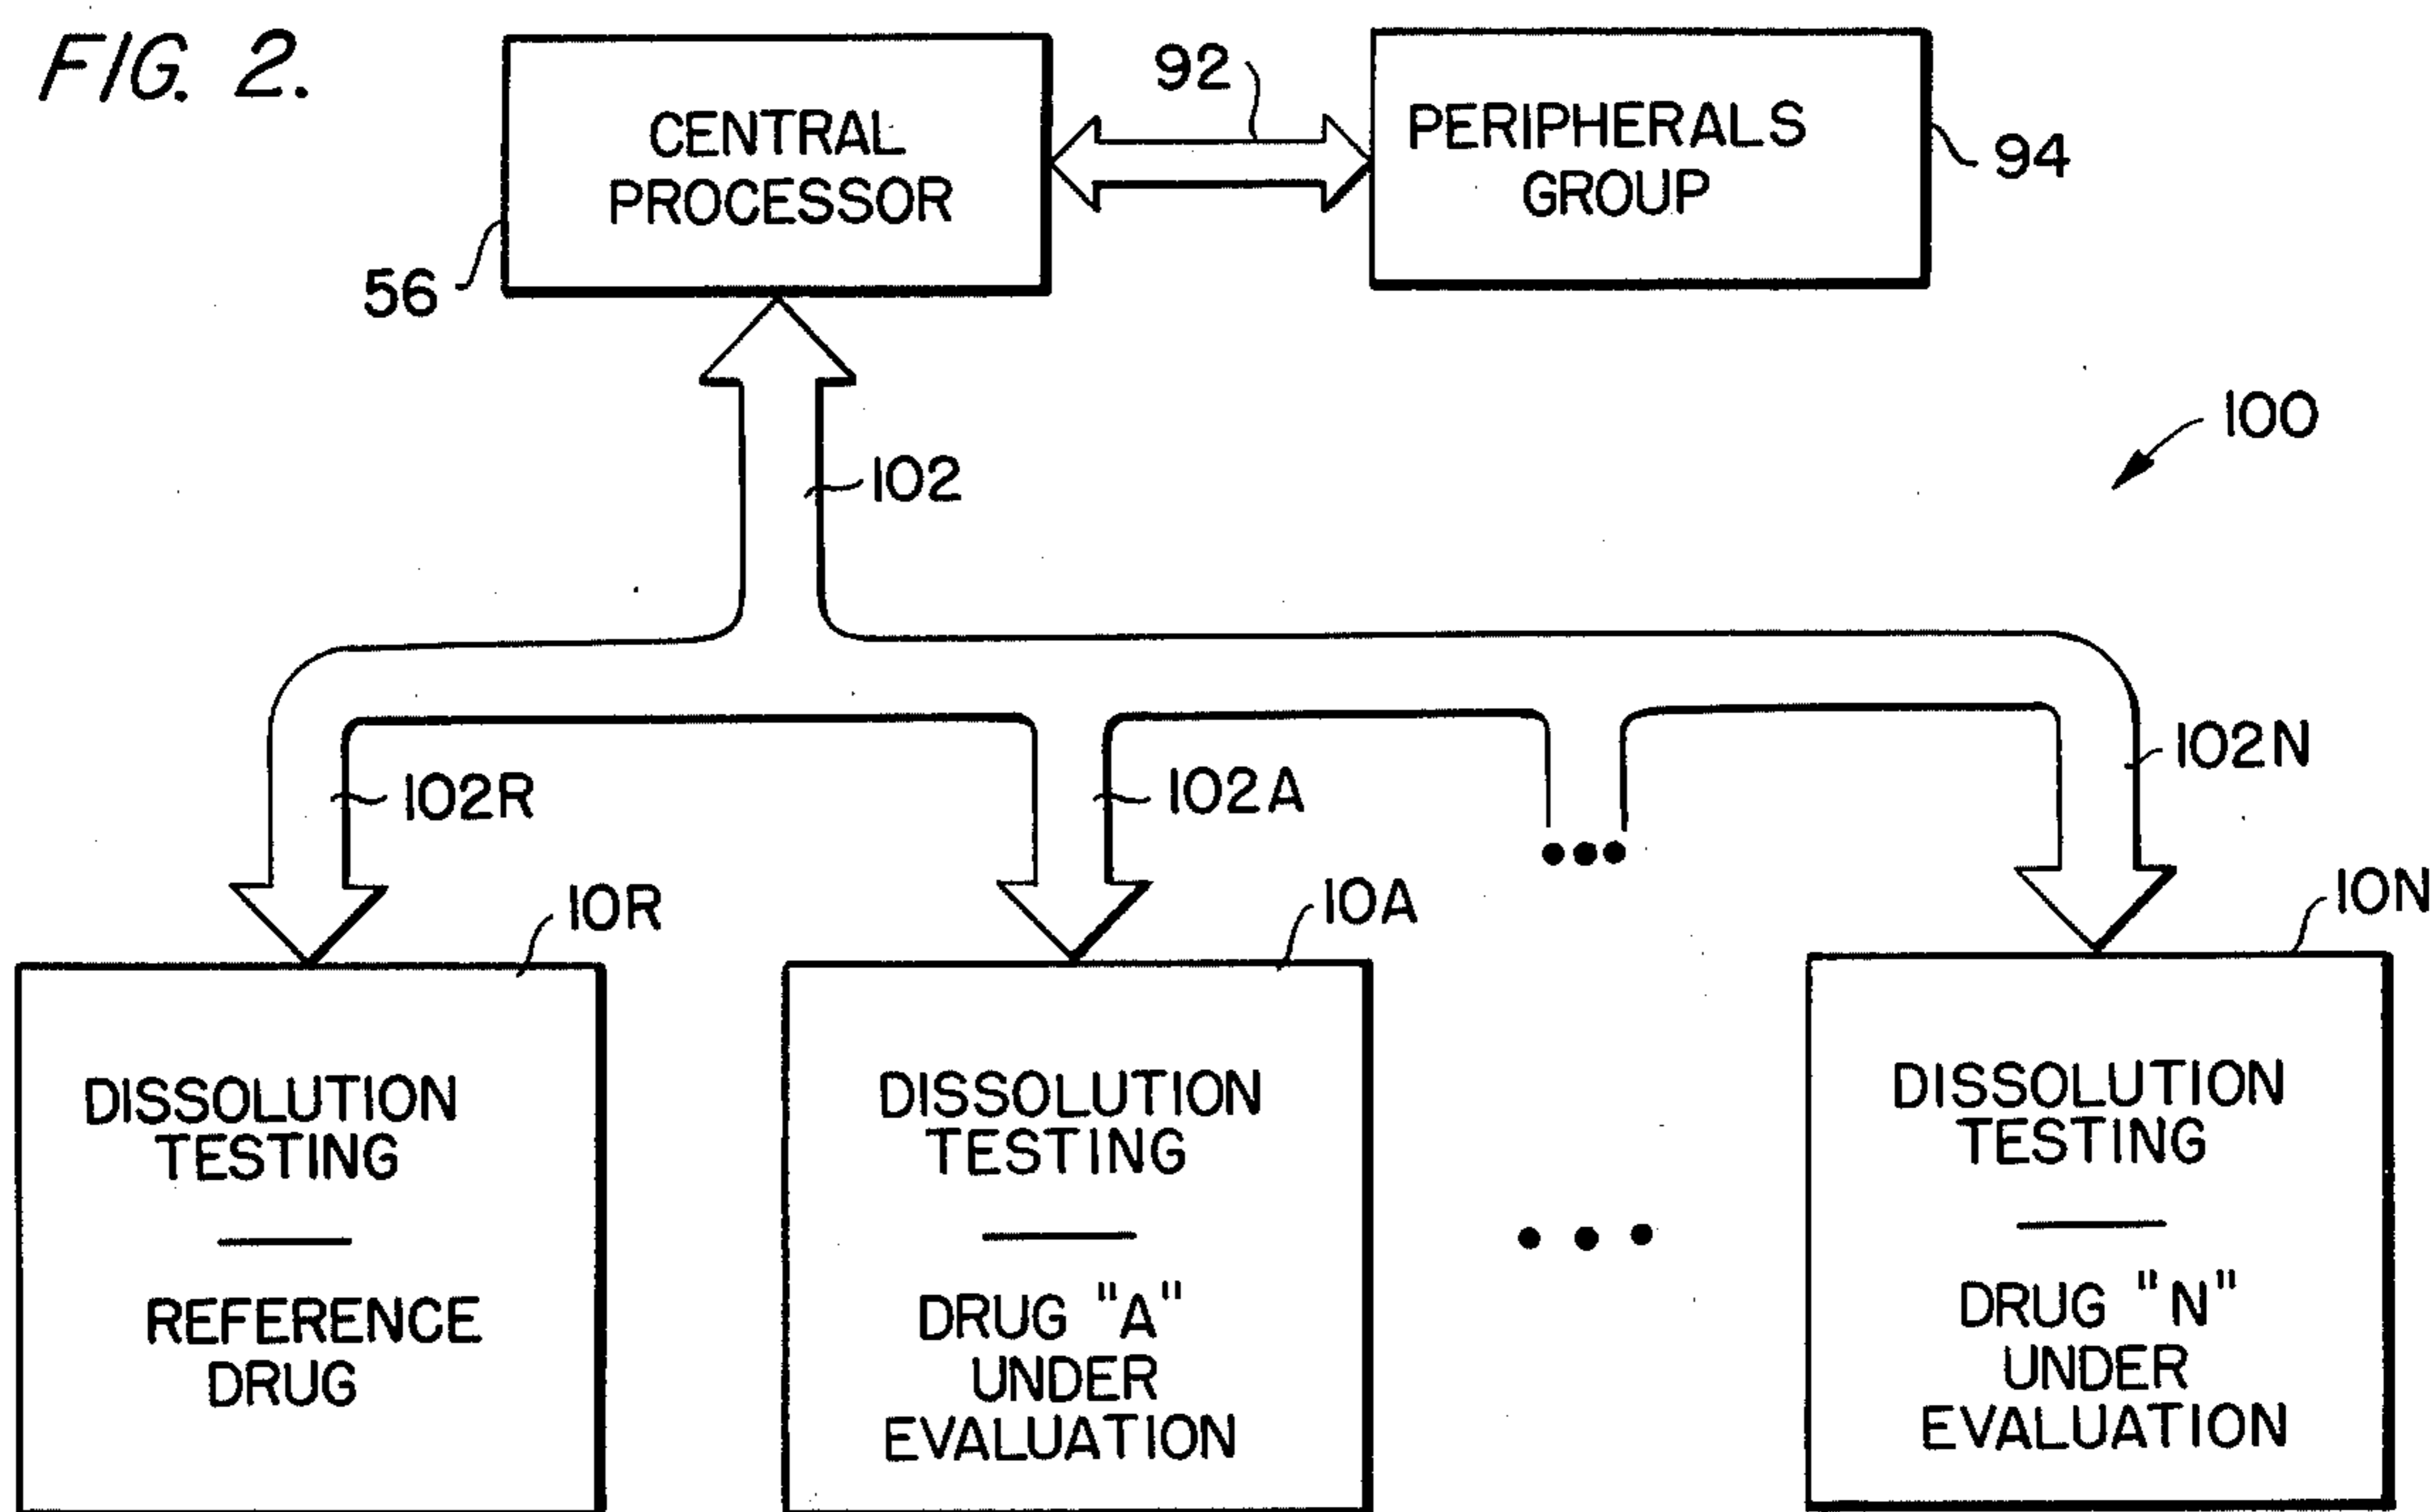 FIG. 2.
CENTRAL
PROCESSOR
92
PERIPHERALS
GROUP
94
56
100
102
102R
102A
102N
10R
10A
10N
DISSOLUTION
TESTING
REFERENCE
DRUG
DISSOLUTION
TESTING
DRUG "A"
UNDER
EVALUATION
DISSOLUTION
TESTING
DRUG "N"
UNDER
EVALUATION